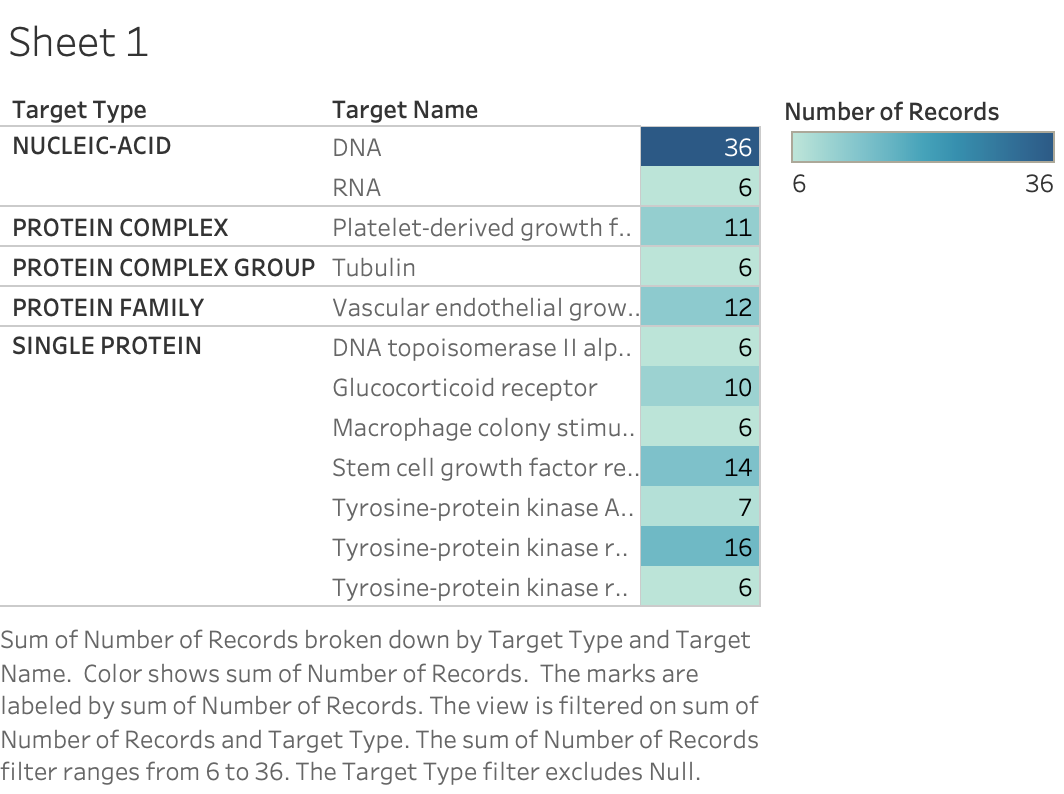 Sheet 1
Target Type Target Name Number of Records
NUCLEIC-ACID DNA 36
RNA 6
6 36
PROTEIN COMPLEX Platelet-derived growth f.. 11
PROTEIN COMPLEX GROUP Tubulin 6
PROTEIN FAMILY Vascular endothelial grow.. 12
SINGLE PROTEIN DNA topoisomerase II alp.. 6
Glucocorticoid receptor 10
Macrophage colony stimu.. 6
Stem cell growth factor re.. 14
Tyrosine-protein kinase A.. 7
Tyrosine-protein kinase r.. 16
Tyrosine-protein kinase r.. 6
Sum of Number of Records broken down by Target Type and Target
Name. Color shows sum of Number of Records. The marks are
labeled by sum of Number of Records. The view is filtered on sum of
Number of Records and Target Type. The sum of Number of Records
filter ranges from 6 to 36. The Target Type filter excludes Null.